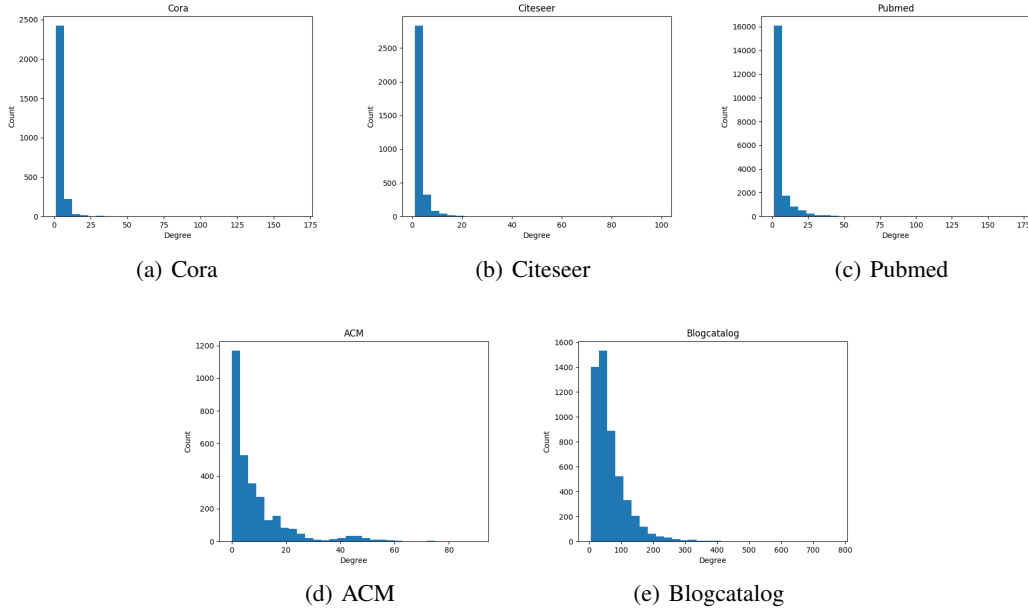 Cora
Count
2500
2000
1500
1000
500
0
0 25 50 75 100 125 150 175
Degree
(a) Cora
Citeseer
Count
2500
2000
1500
1000
500
0
0 20 40 60 80 100
Degree
(b) Citeseer
Pubmed
Count
16000
14000
12000
10000
8000
6000
4000
2000
0
0 25 50 75 100 125 150 175
Degree
(c) Pubmed
ACM
Count
1200
1000
800
600
400
200
0
0 20 40 60 80
Degree
(d) ACM
Blogcatalog
Count
1600
1400
1200
1000
800
600
400
200
0
0 100 200 300 400 500 600 700 800
Degree
(e) Blogcatalog